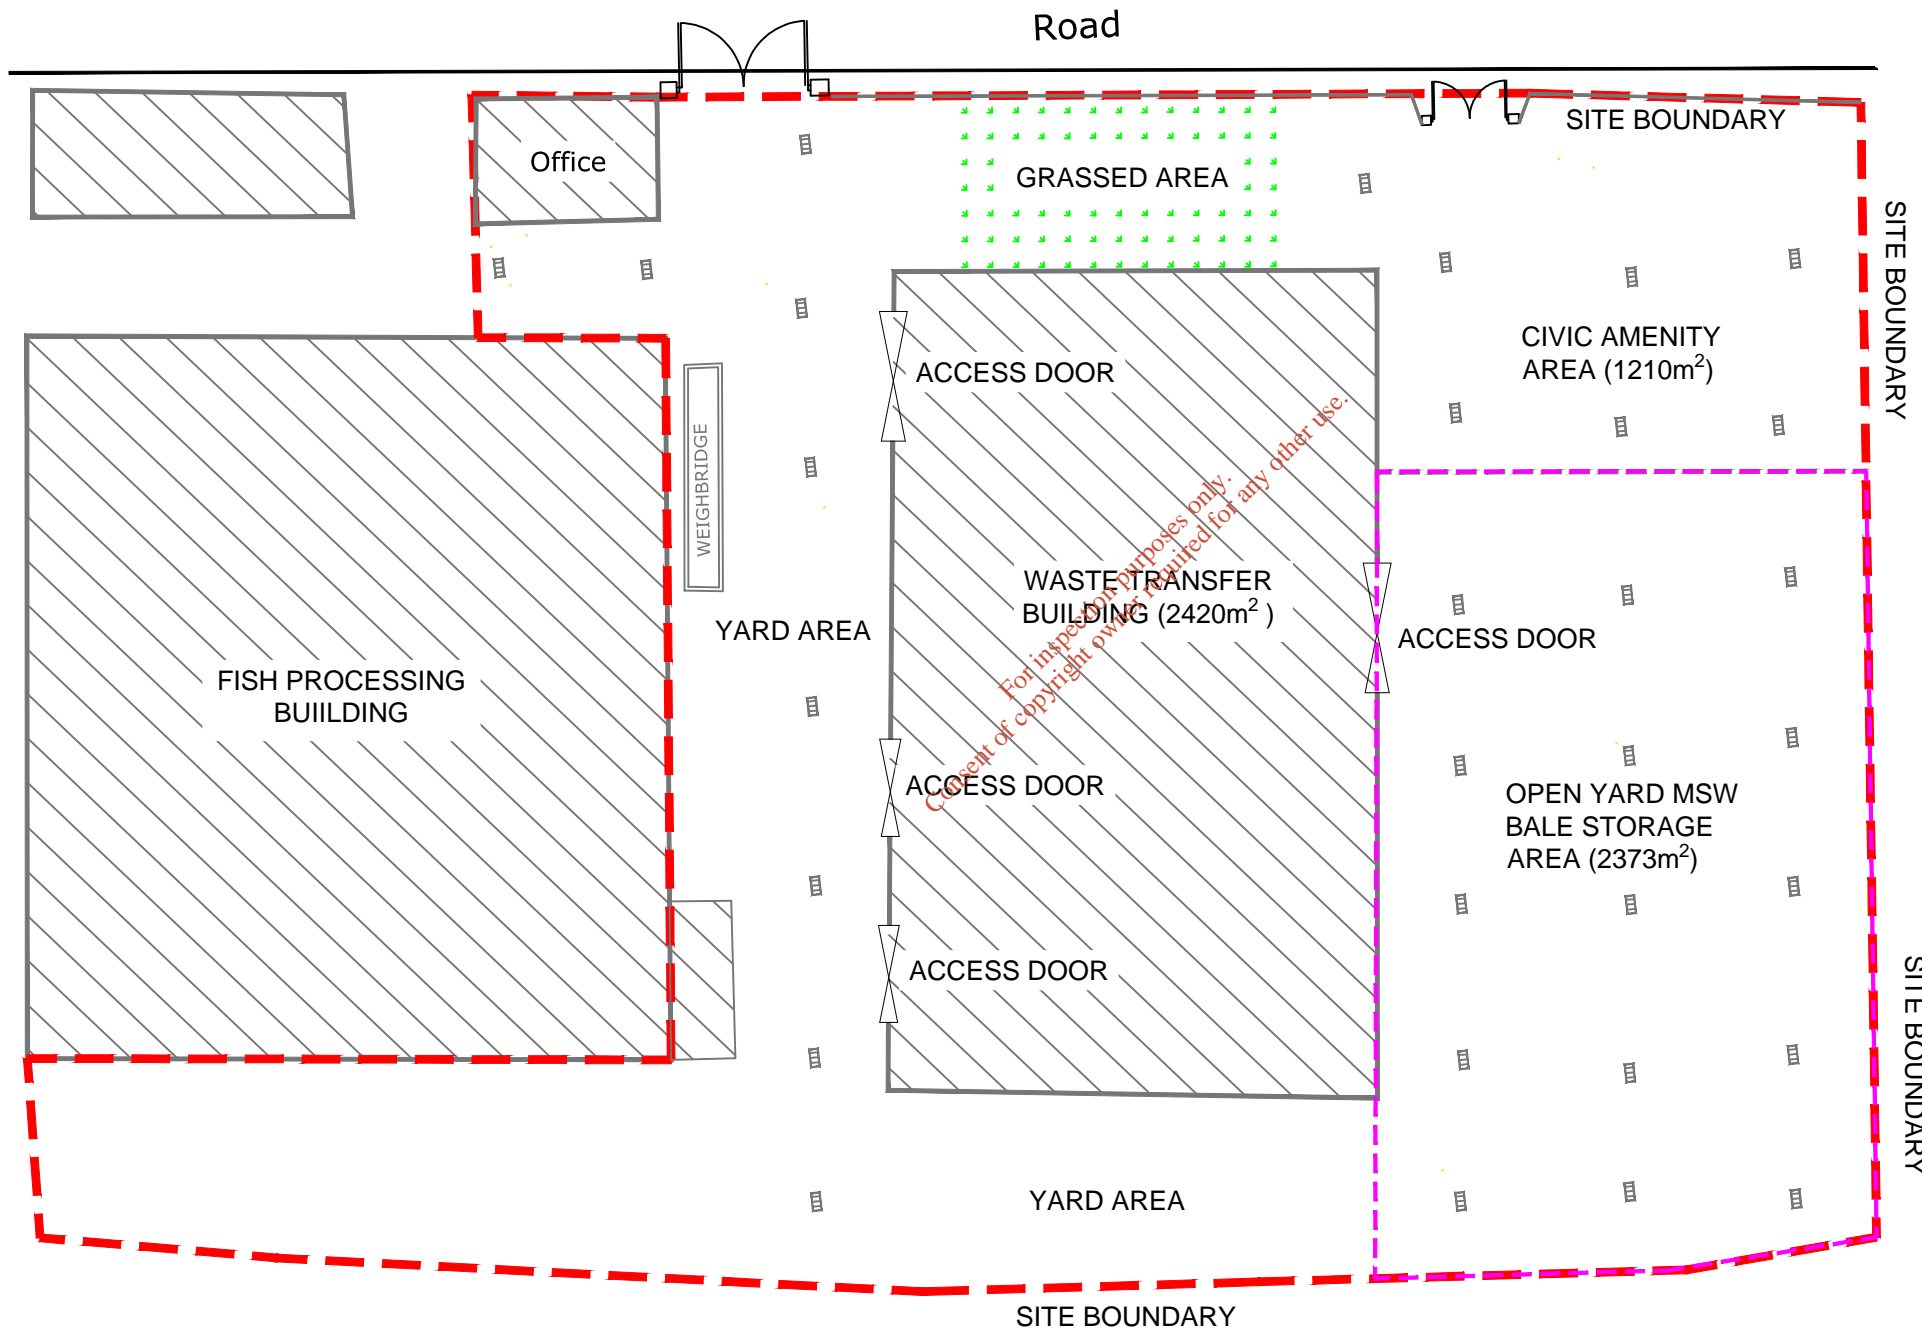 Road
SITE BOUNDARY
Office
GRASSED AREA
SITE BOUNDARY
CIVIC AMENITY
AREA (1210m²)
ACCESS DOOR
WEIGHBRIDGE
For inspection purposes only.
Consent of copyright owner required for any other use.
WASTE TRANSFER
BUILDING (2420m² )
YARD AREA
ACCESS DOOR
FISH PROCESSING
BUIILDING
ACCESS DOOR
OPEN YARD MSW
BALE STORAGE
AREA (2373m²)
ACCESS DOOR
SITE BOUNDARY
YARD AREA
SITE BOUNDARY